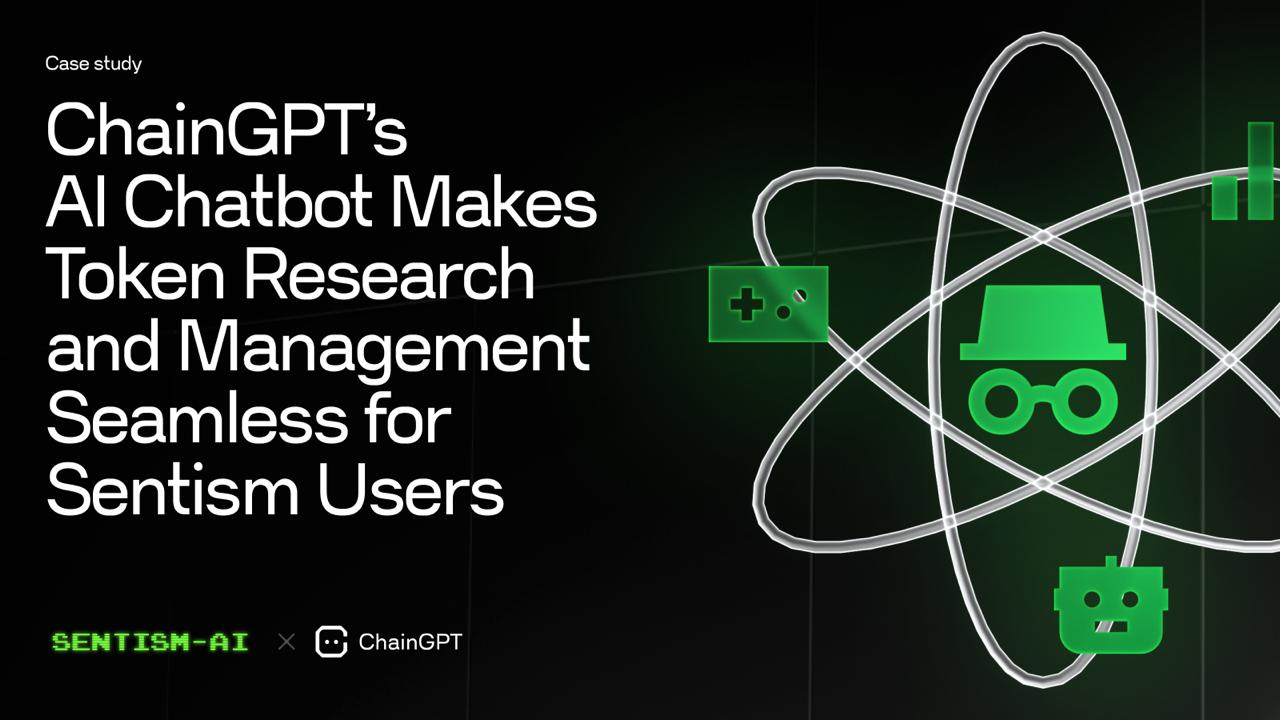 Case study
ChainGPT’s
AI Chatbot Makes
Token Research
and Management
Seamless for
Sentism Users
SENTISM-AI × ChainGPT